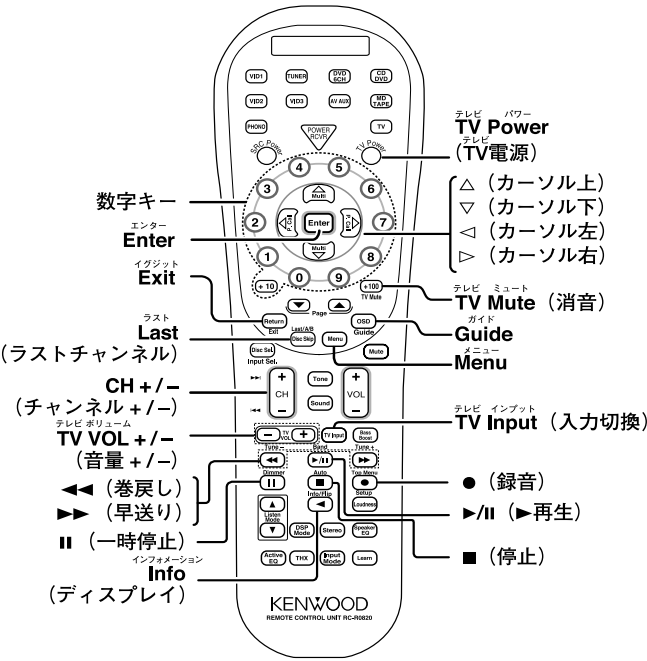 VID1 TUNER DVD 6CH CD DVD
VID2 VID3 AV AUX MD TAPE
PHONO POWER RCVR TV
SRC Power TV Power
テレビ パワー
TV Power
テレビ
(TV電源)
数字キー
4 5
3 6
2 7
1 8
0 9
+10 +100
Multi
P.Call Enter P.Call
Multi
エンター
Enter
△(カーソル上)
▽(カーソル下)
◁(カーソル左)
▷(カーソル右)
イグジット
Exit
TV Mute
テレビ ミュート
TV Mute(消音)
Page
Return OSD
Exit Guide
ガイド
Guide
ラスト
Last
(ラストチャンネル)
Last/A/B
Disc Sel. Disc Skip Menu Mute
Input Sel.
メニュー
Menu
CH +/−
(チャンネル +/−)
+ CH −
Tone
Sound
+ VOL −
テレビ ボリューム
TV VOL +/−
(音量 +/−)
− TV VOL. + TV Input Bass Boost
テレビ インプット
TV Input(入力切換)
Tune − Band Tune +
◀◀ ►/II ▶▶
Dimmer Auto Top Menu
II ■ ●
Info/Flip Setup
◀◀(巻戻し)
▶▶(早送り)
II(一時停止)
●(録音)
►/II(►再生)
■(停止)
▲ ◀ Loudness
Listen Mode
▼ DSP Mode Stereo Speaker EQ
Active EQ THX Input Mode Learn
インフォメーション
Info
(ディスプレイ)
KENWOOD
REMOTE CONTROL UNIT RC-R0820